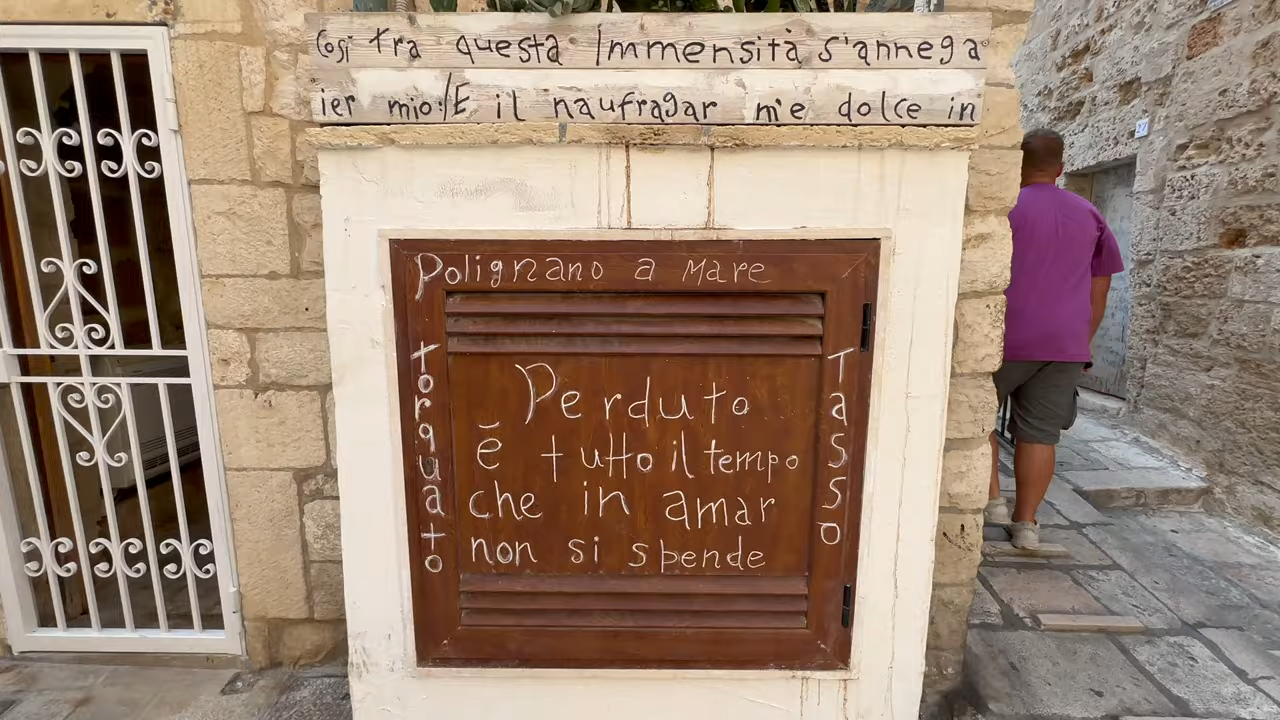 Così tra questa Immensità s'annega
ier mio:/E il naufragar m'e dolce in
Polignano a Mare
Torquato
Tasso
Perduto
è tutto il tempo
che in amar
non si spende
27